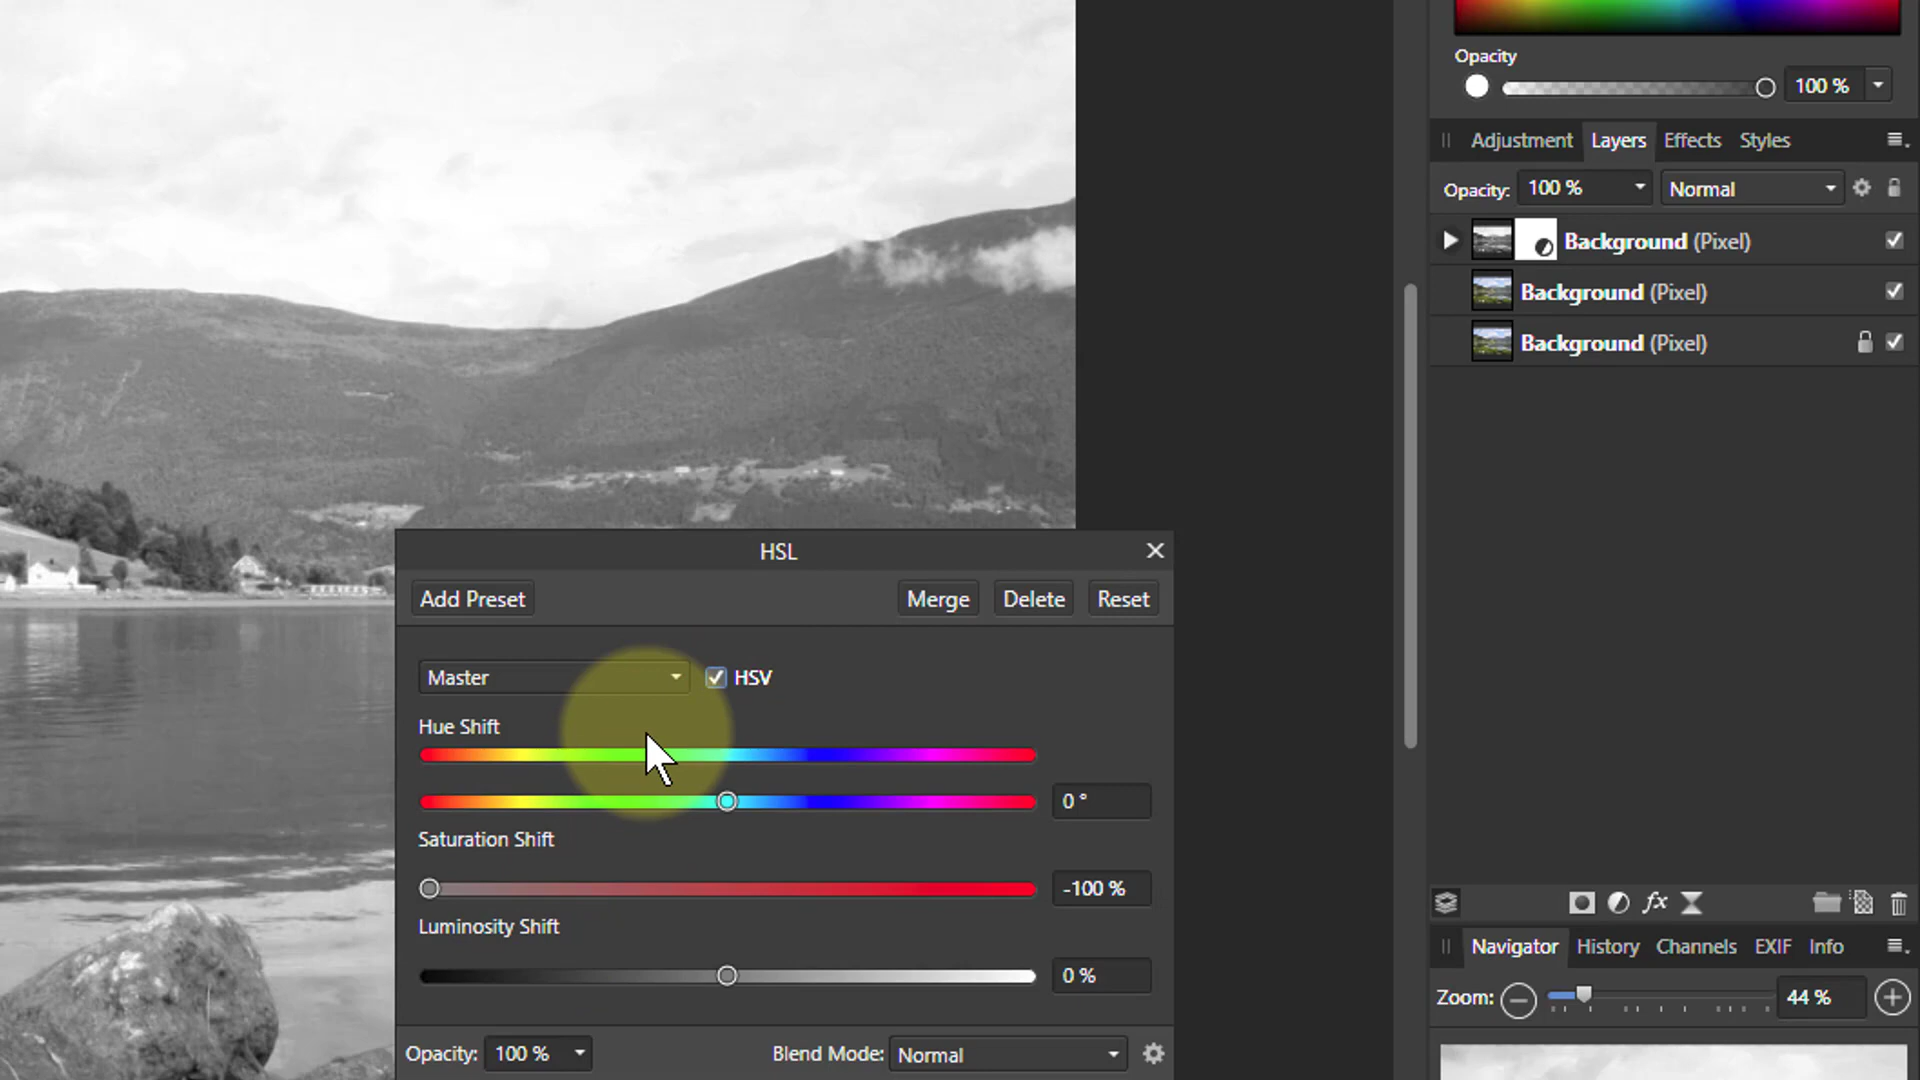 Opacity
100 %
Adjustment Layers Effects Styles
Opacity: 100 % Normal
Background (Pixel)
Background (Pixel)
Background (Pixel)
HSL
Add Preset Merge Delete Reset
Master HSV
Hue Shift
0 °
Saturation Shift
-100 %
Luminosity Shift
0 %
Opacity: 100 % Blend Mode: Normal
fx
Navigator History Channels EXIF Info
Zoom: 44 %